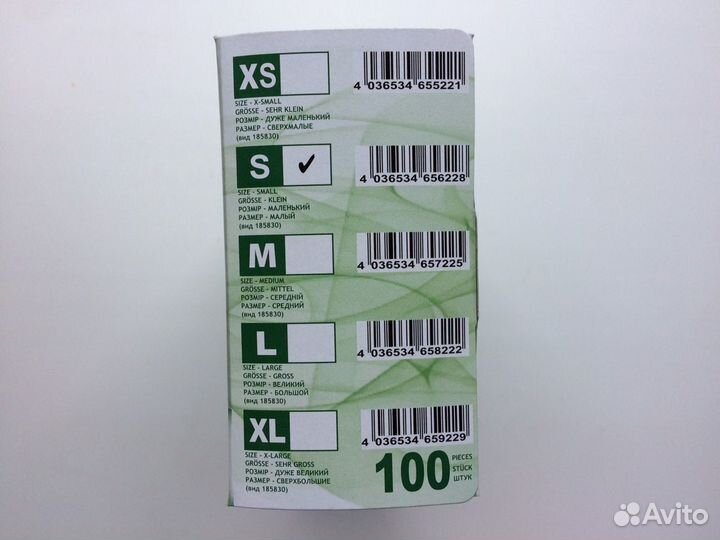 XS
4 036534 655221
SIZE - X-SMALL
GRÖSSE - SEHR KLEIN
РОЗМІР - ДУЖЕ МАЛЕНЬКИЙ
РАЗМЕР - СВЕРХМАЛЫЕ
(вид 185830)
S ✓
4 036534 656228
SIZE - SMALL
GRÖSSE - KLEIN
РОЗМІР - МАЛЕНЬКИЙ
РАЗМЕР - МАЛЫЙ
(вид 185830)
M
4 036534 657225
SIZE - MEDIUM
GRÖSSE - MITTEL
РОЗМІР - СЕРЕДНІЙ
РАЗМЕР - СРЕДНИЙ
(вид 185830)
L
4 036534 658222
SIZE - LARGE
GRÖSSE - GROSS
РОЗМІР - ВЕЛИКИЙ
РАЗМЕР - БОЛЬШОЙ
(вид 185830)
XL
4 036534 659229
SIZE - X-LARGE
GRÖSSE - SEHR GROSS
РОЗМІР - ДУЖЕ ВЕЛИКИЙ
РАЗМЕР - СВЕРХБОЛЬШИЕ
(вид 185830)
100
PIECES
STÜCK
ШТУК
Avito